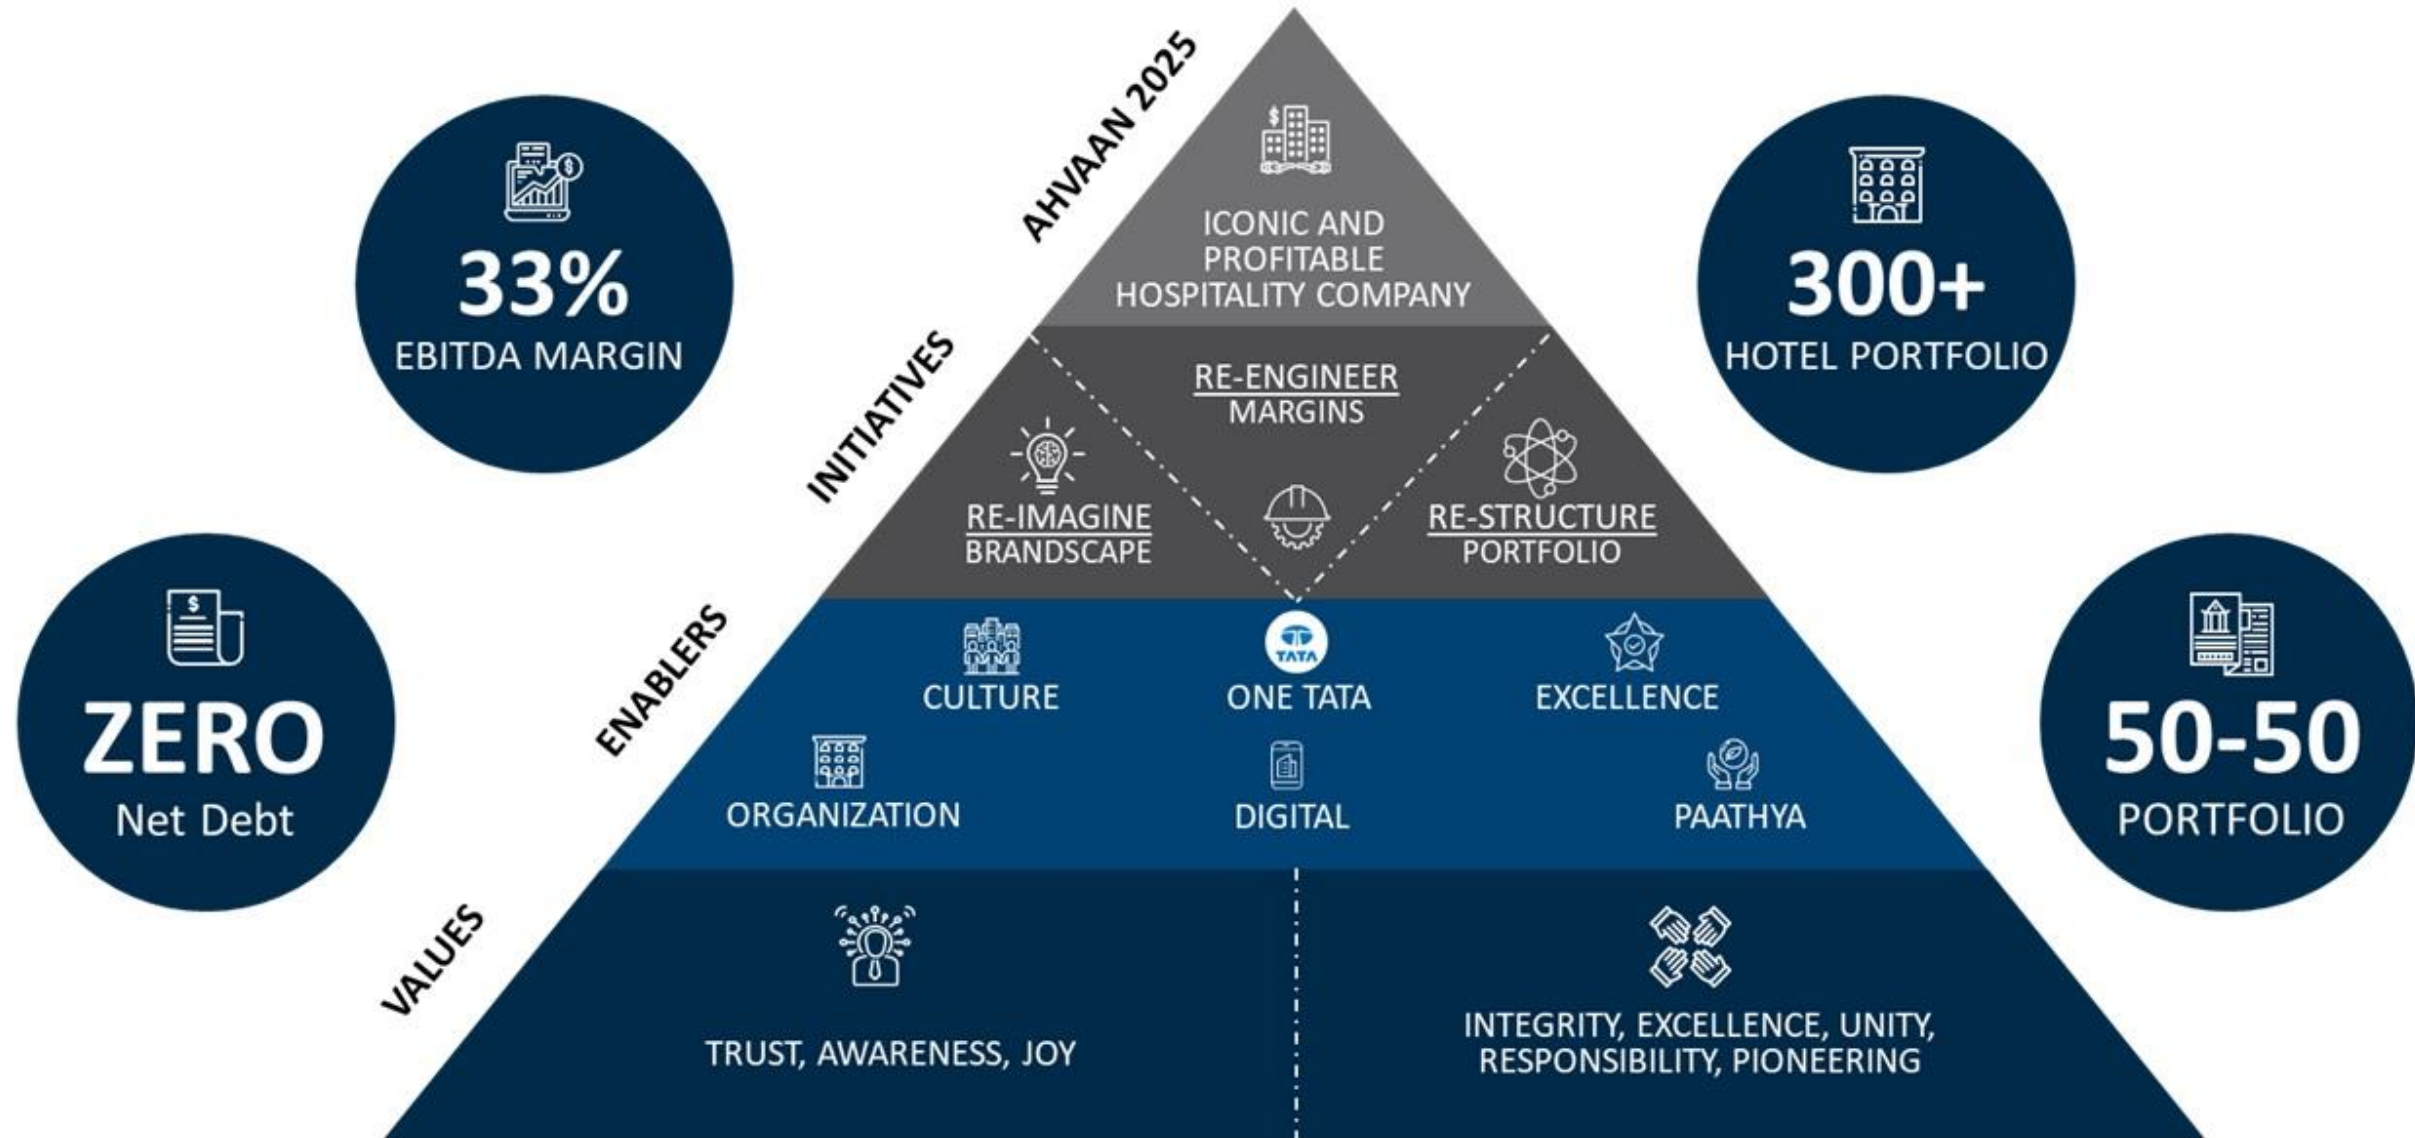 AHVAAN 2025
ICONIC AND
PROFITABLE
HOSPITALITY COMPANY
33%
EBITDA MARGIN
300+
HOTEL PORTFOLIO
INITIATIVES
RE-ENGINEER
MARGINS
RE-IMAGINE
BRANDSCAPE
RE-STRUCTURE
PORTFOLIO
ZERO
Net Debt
50-50
PORTFOLIO
ENABLERS
CULTURE
TATA
ONE TATA
EXCELLENCE
ORGANIZATION
DIGITAL
PAATHYA
VALUES
TRUST, AWARENESS, JOY
INTEGRITY, EXCELLENCE, UNITY,
RESPONSIBILITY, PIONEERING